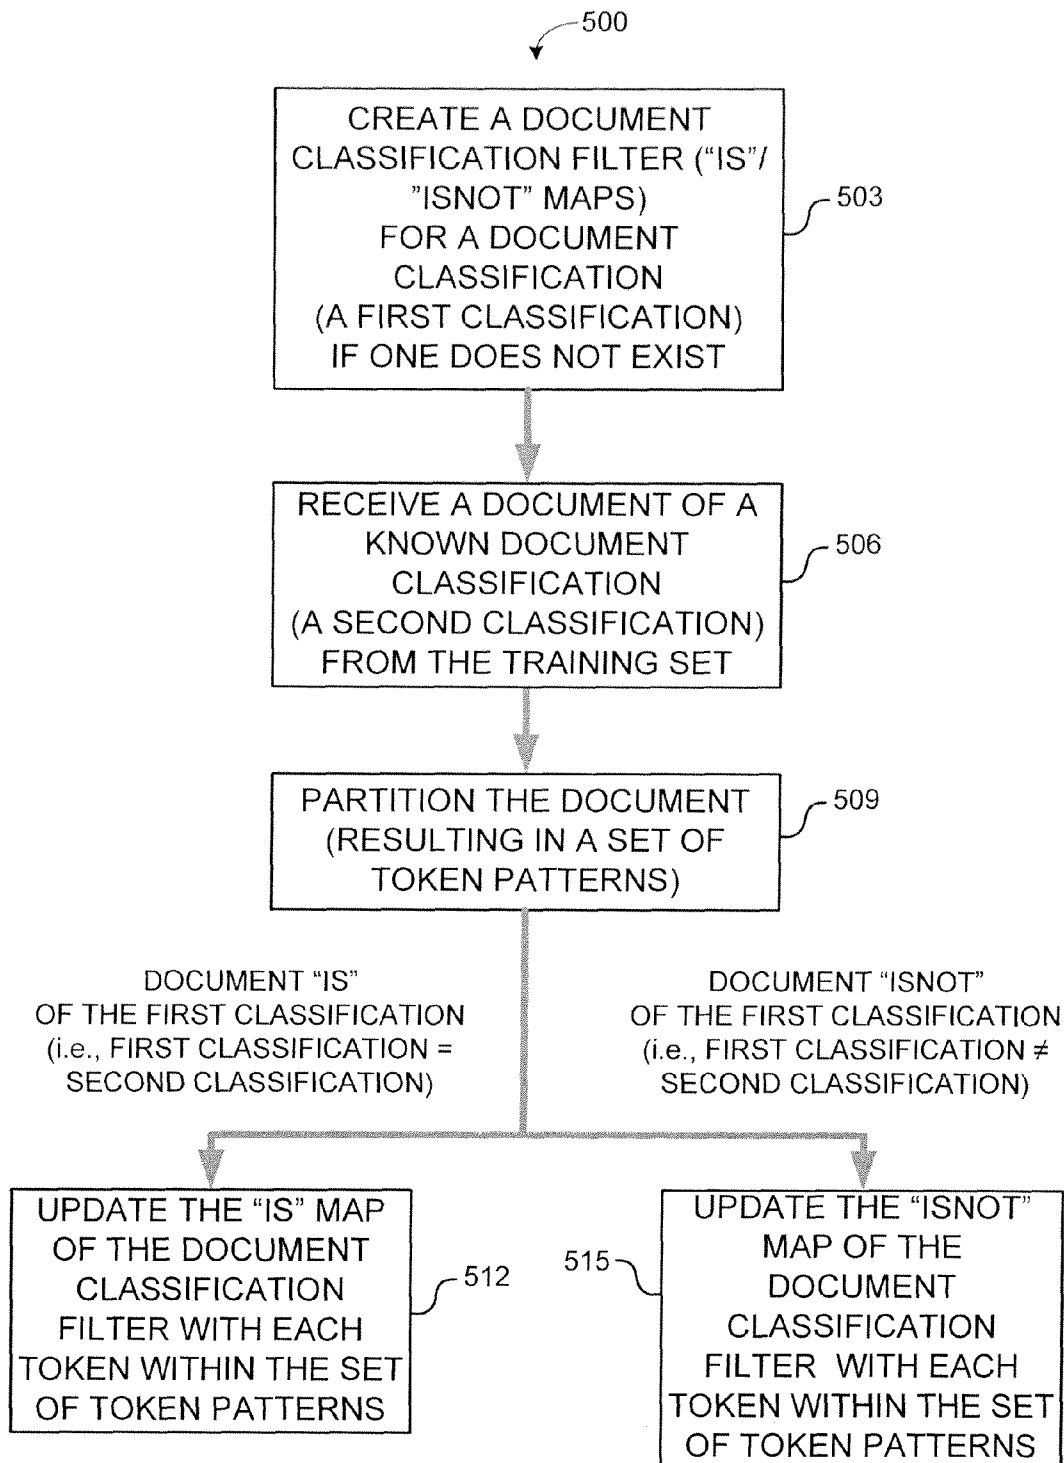 500
CREATE A DOCUMENT
CLASSIFICATION FILTER (“IS”/
”ISNOT” MAPS)
FOR A DOCUMENT
CLASSIFICATION
(A FIRST CLASSIFICATION)
IF ONE DOES NOT EXIST
503
RECEIVE A DOCUMENT OF A
KNOWN DOCUMENT
CLASSIFICATION
(A SECOND CLASSIFICATION)
FROM THE TRAINING SET
506
PARTITION THE DOCUMENT
(RESULTING IN A SET OF
TOKEN PATTERNS)
509
DOCUMENT “IS”
OF THE FIRST CLASSIFICATION
(i.e., FIRST CLASSIFICATION =
SECOND CLASSIFICATION)
DOCUMENT “ISNOT”
OF THE FIRST CLASSIFICATION
(i.e., FIRST CLASSIFICATION ≠
SECOND CLASSIFICATION)
UPDATE THE “IS” MAP
OF THE DOCUMENT
CLASSIFICATION
FILTER WITH EACH
TOKEN WITHIN THE SET
OF TOKEN PATTERNS
512
515
UPDATE THE “ISNOT”
MAP OF THE
DOCUMENT
CLASSIFICATION
FILTER WITH EACH
TOKEN WITHIN THE SET
OF TOKEN PATTERNS